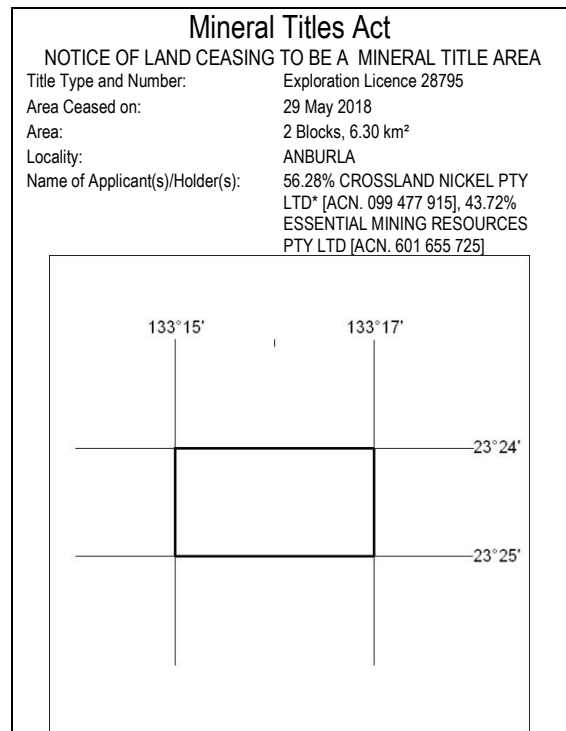 Mineral Titles Act
NOTICE OF LAND CEASING TO BE A MINERAL TITLE AREA
Title Type and Number: Exploration Licence 28795
Area Ceased on: 29 May 2018
Area: 2 Blocks, 6.30 km²
Locality: ANBURLA
Name of Applicant(s)/Holder(s): 56.28% CROSSLAND NICKEL PTY
LTD* [ACN. 099 477 915], 43.72%
ESSENTIAL MINING RESOURCES
PTY LTD [ACN. 601 655 725]
133°15' 133°17'
23°24'
23°25'